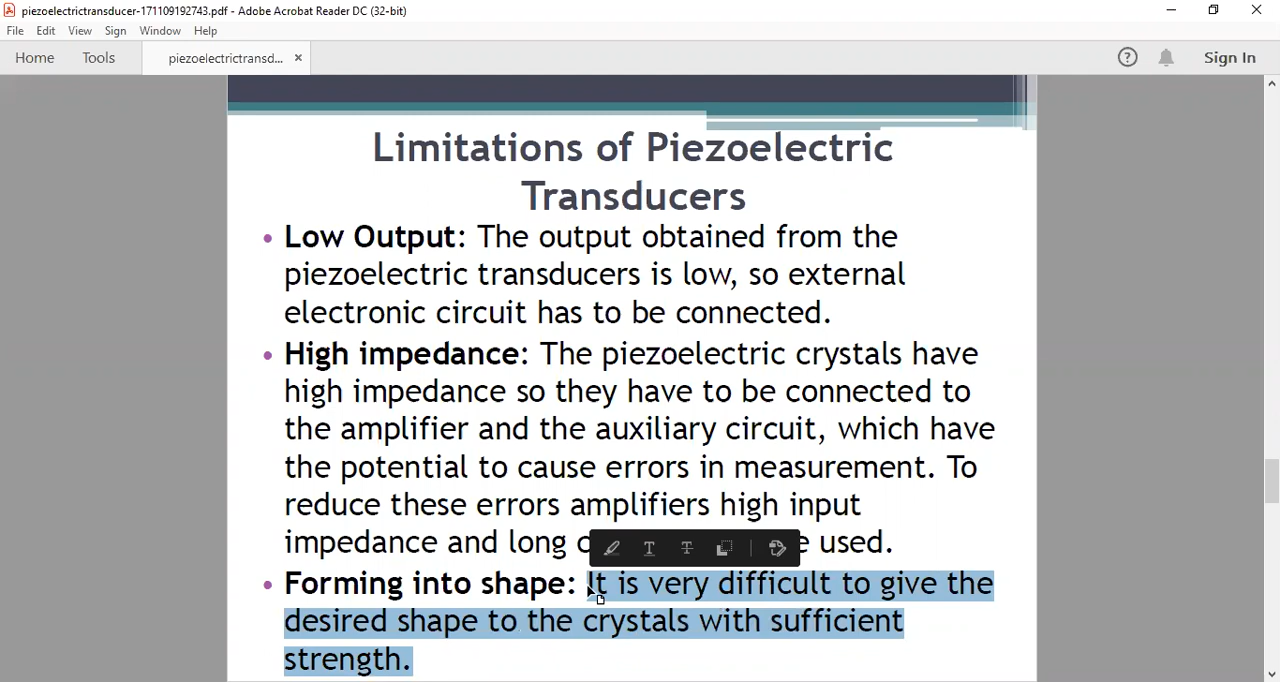 piezoelectrictransducer-171109192743.pdf - Adobe Acrobat Reader DC (32-bit)
File Edit View Sign Window Help
Home Tools piezoelectrictransd... × Sign In
Limitations of Piezoelectric
Transducers
• Low Output: The output obtained from the
piezoelectric transducers is low, so external
electronic circuit has to be connected.
• High impedance: The piezoelectric crystals have
high impedance so they have to be connected to
the amplifier and the auxiliary circuit, which have
the potential to cause errors in measurement. To
reduce these errors amplifiers high input
impedance and long used.
• Forming into shape: It is very difficult to give the
desired shape to the crystals with sufficient
strength.